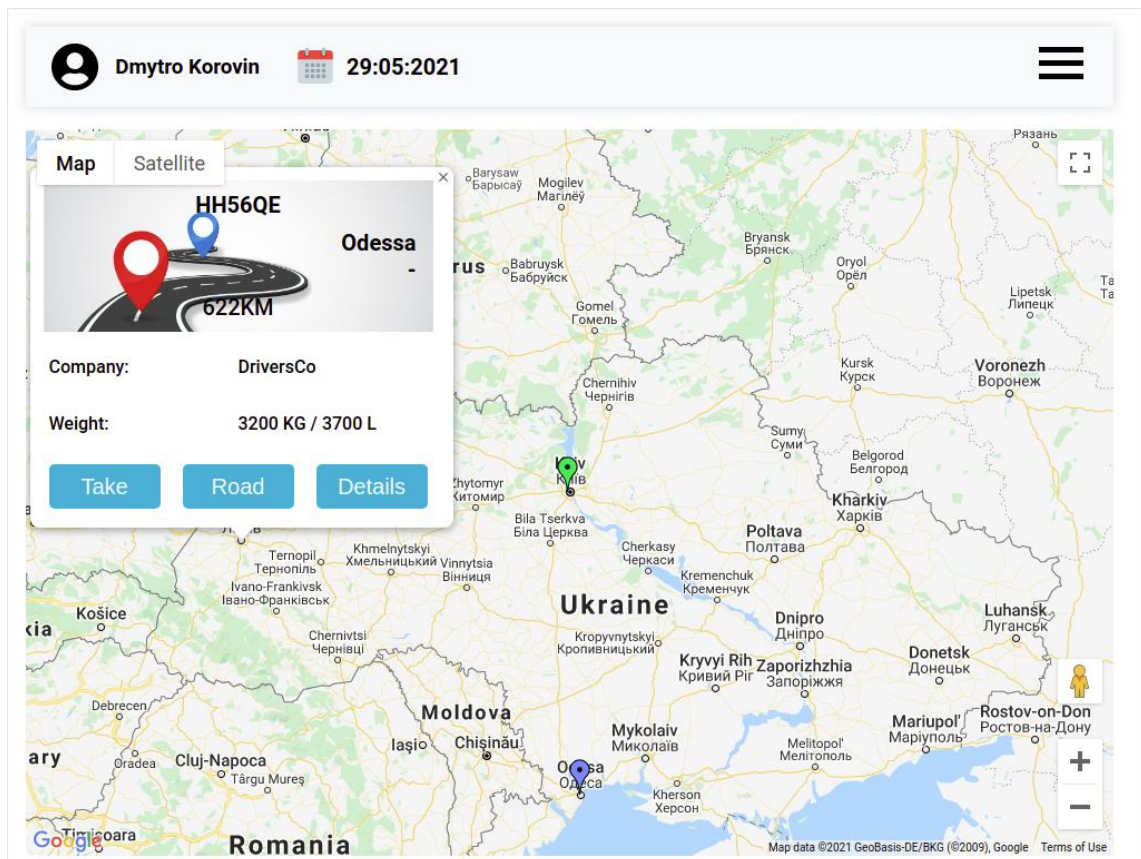 Dmytro Korovin
29:05:2021
Map
Satellite
×
HH56QE
Odessa
-
622KM
Company:
DriversCo
Weight:
3200 KG / 3700 L
Take
Road
Details
Рязань
Barysaw
Барысаў
Mogilev
Магілёў
Bryansk
Брянск
Oryol
Орёл
rus
Babruysk
Бабруйск
Lipetsk
Липецк
Gomel
Гомель
Kursk
Курск
Voronezh
Воронеж
Chernihiv
Чернігів
Sumy
Суми
Belgorod
Белгород
Zhytomyr
Житомир
Kharkiv
Харків
Bila Tserkva
Біла Церква
Poltava
Полтава
Cherkasy
Черкаси
Ternopil
Тернопіль
Khmelnytskyi
Хмельницький
Vinnytsia
Вінниця
Kremenchuk
Кременчук
Ivano-Frankivsk
Івано-Франківськ
Ukraine
Košice
kia
Chernivtsi
Чернівці
Kropyvnytskyi
Кропивницький
Dnipro
Дніпро
Luhansk
Луганськ
Kryvyi Rih
Кривий Ріг
Zaporizhzhia
Запоріжжя
Donetsk
Донецьк
Debrecen
Moldova
Mariupol'
Маріуполь
Rostov-on-Don
Ростов-на-Дону
Iași
Chișinău
Mykolaiv
Миколаїв
Melitopol'
Мелітополь
ary
Oradea
Cluj-Napoca
Târgu Mureș
Одеса
Kherson
Херсон
Google
Romania
Map data ©2021 GeoBasis-DE/BKG (©2009), Google
Terms of Use